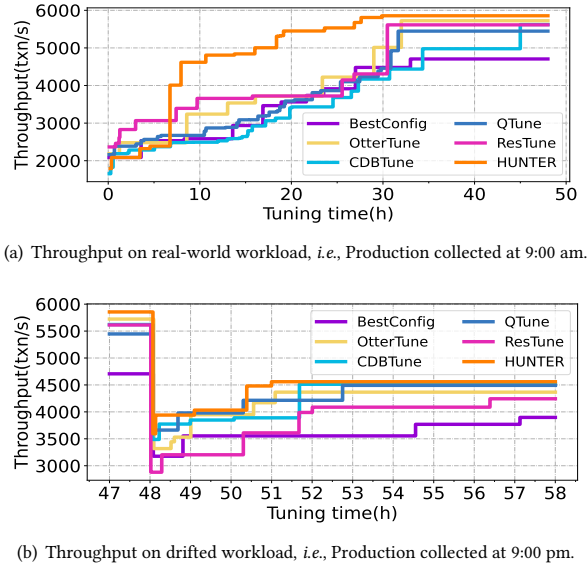 6000
5000
4000
3000
2000
Throughput(txn/s)
BestConfig
OtterTune
CDBTune
QTune
ResTune
HUNTER
0 10 20 30 40 50
Tuning time(h)
(a) Throughput on real-world workload, i.e., Production collected at 9:00 am.
6000
5500
5000
4500
4000
3500
3000
Throughput(txn/s)
BestConfig
OtterTune
CDBTune
QTune
ResTune
HUNTER
47 48 49 50 51 52 53 54 55 56 57 58
Tuning time(h)
(b) Throughput on drifted workload, i.e., Production collected at 9:00 pm.